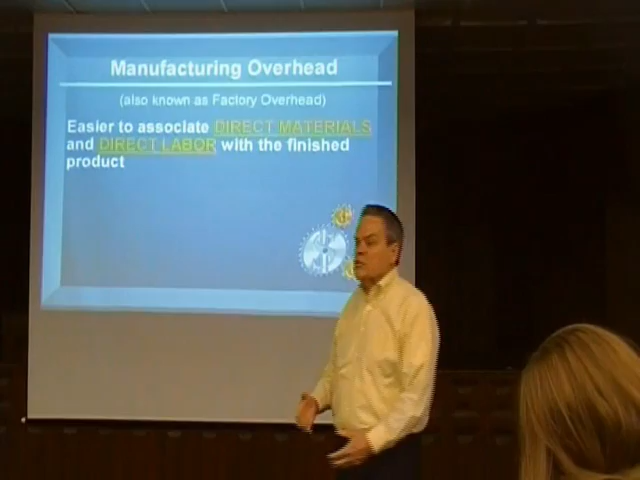 Manufacturing Overhead
(also known as Factory Overhead)
Easier to associate DIRECT MATERIALS
and DIRECT LABOR with the finished
product